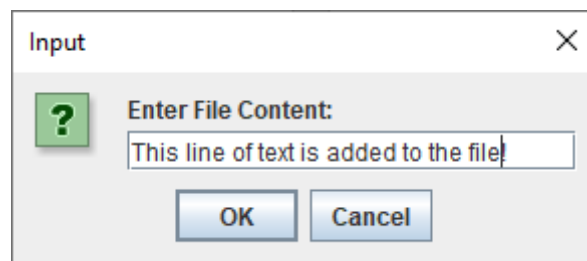 Input
?
Enter File Content:
This line of text is added to the file!
OK Cancel